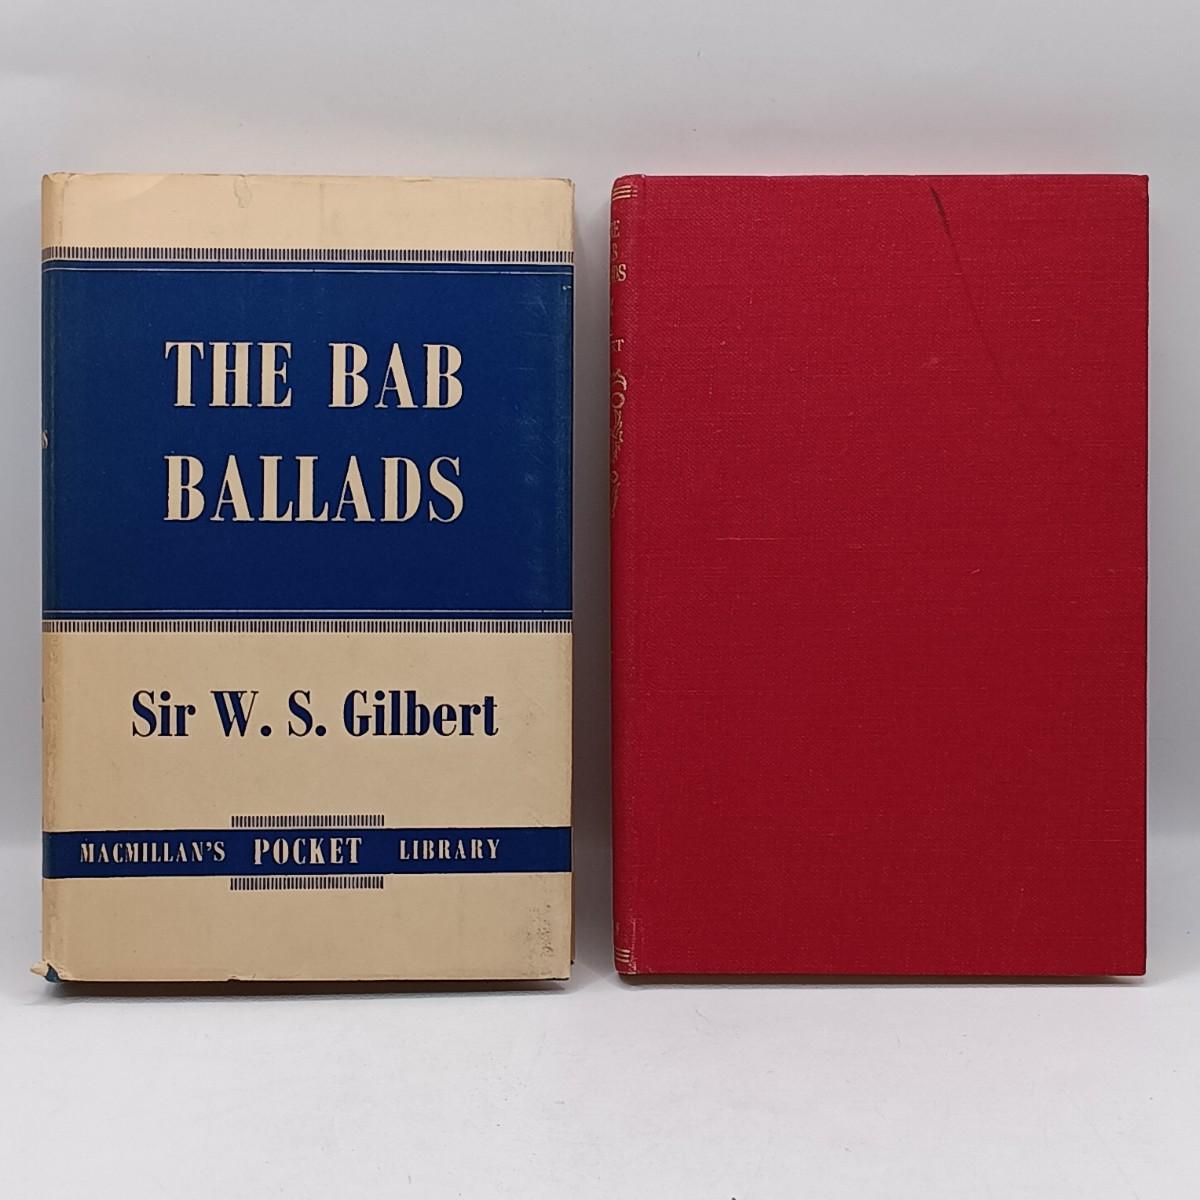 THE BAB
BALLADS
Sir W. S. Gilbert
MACMILLAN'S POCKET LIBRARY